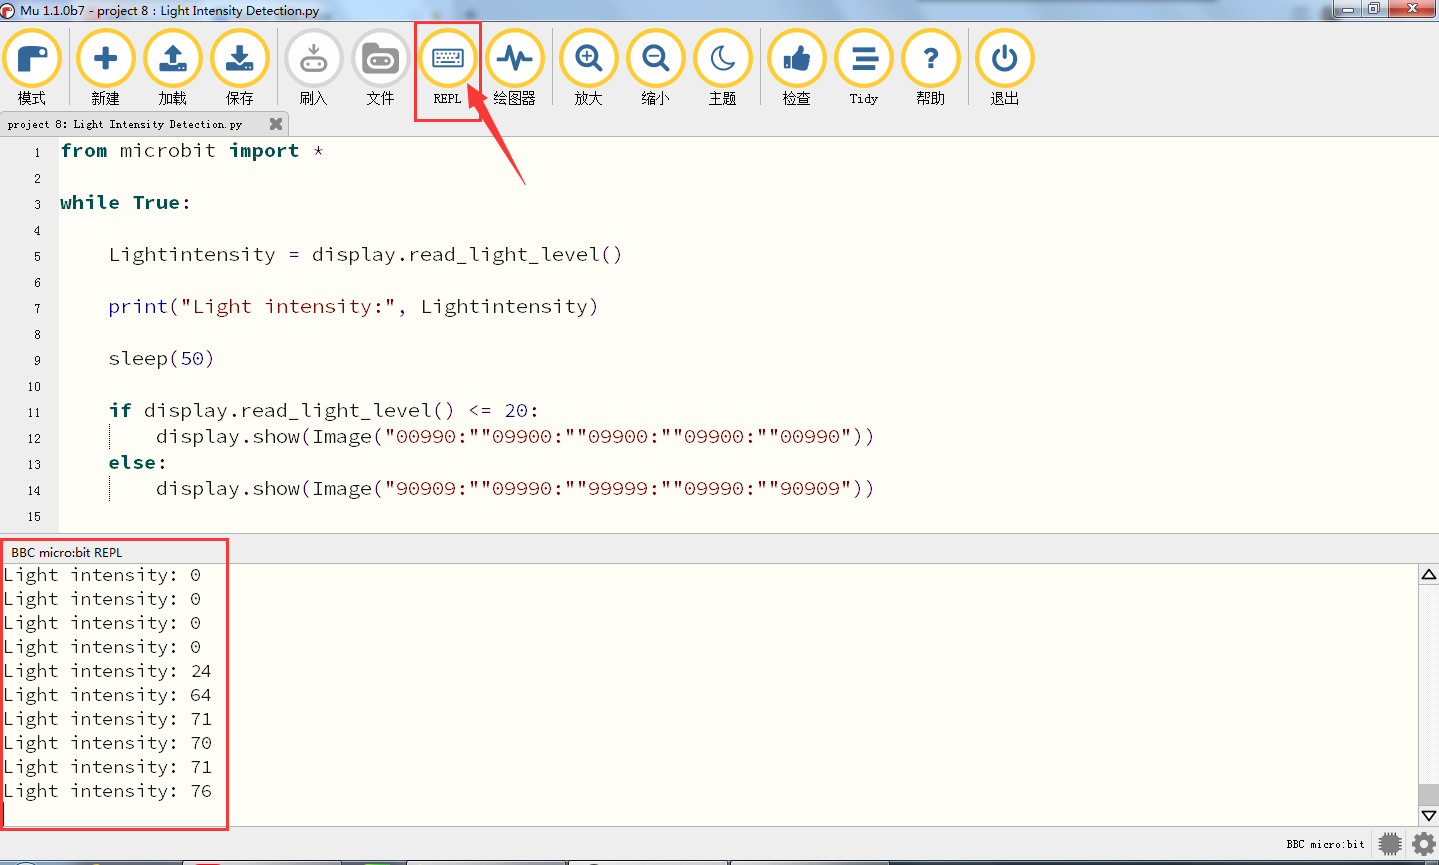 Mu 1.1.0b7 - project 8 : Light Intensity Detection.py
模式 新建 加载 保存 刷入 文件 REPL 绘图器 放大 缩小 主题 检查 Tidy 帮助 退出
project 8: Light Intensity Detection.py
1 from microbit import *
2
3 while True:
4
5 Lightintensity = display.read_light_level()
6
7 print("Light intensity:", Lightintensity)
8
9 sleep(50)
10
11 if display.read_light_level() <= 20:
12 display.show(Image("00990:""09900:""09900:""09900:""00990"))
13 else:
14 display.show(Image("90909:""09990:""99999:""09990:""90909"))
15
BBC micro:bit REPL
Light intensity: 0
Light intensity: 0
Light intensity: 0
Light intensity: 0
Light intensity: 24
Light intensity: 64
Light intensity: 71
Light intensity: 70
Light intensity: 71
Light intensity: 76
BBC micro:bit